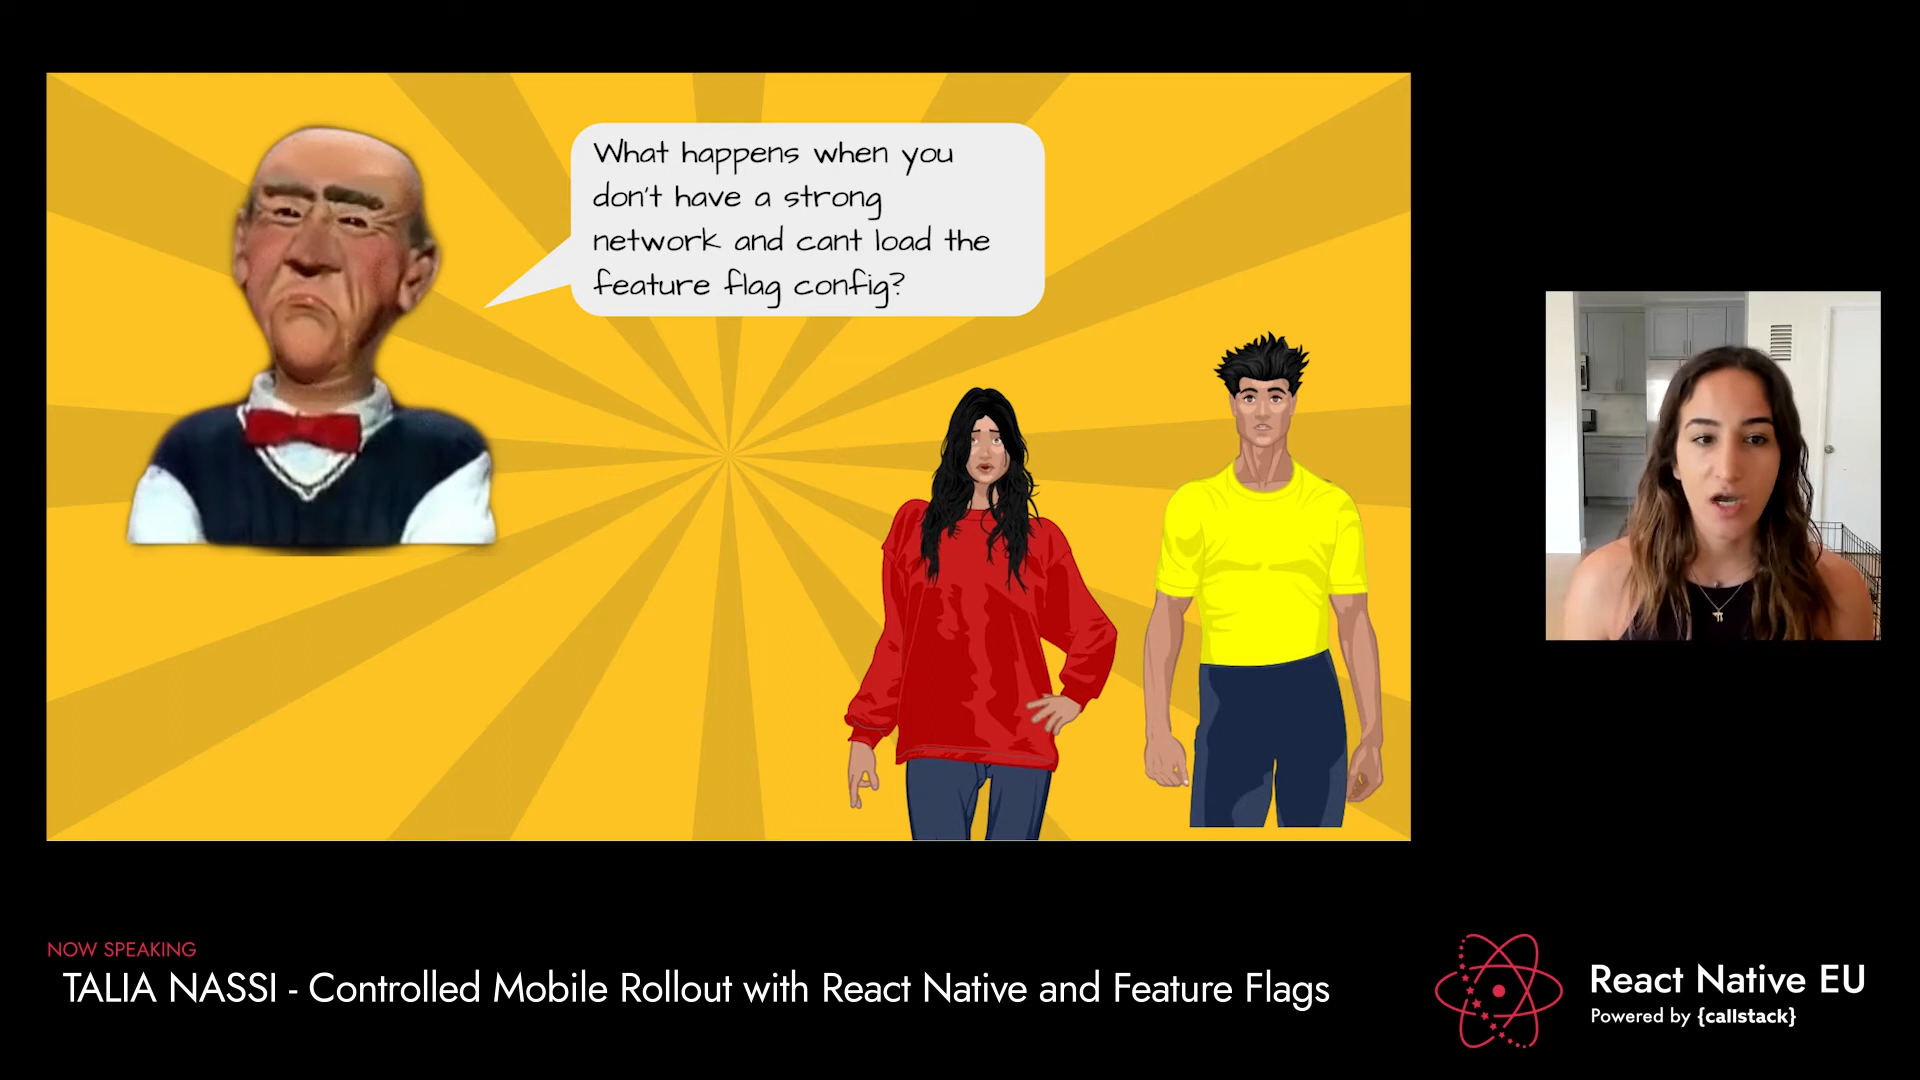 What happens when you
don't have a strong
network and cant load the
feature flag config?
NOW SPEAKING
TALIA NASSI - Controlled Mobile Rollout with React Native and Feature Flags
React Native EU
Powered by {callstack}